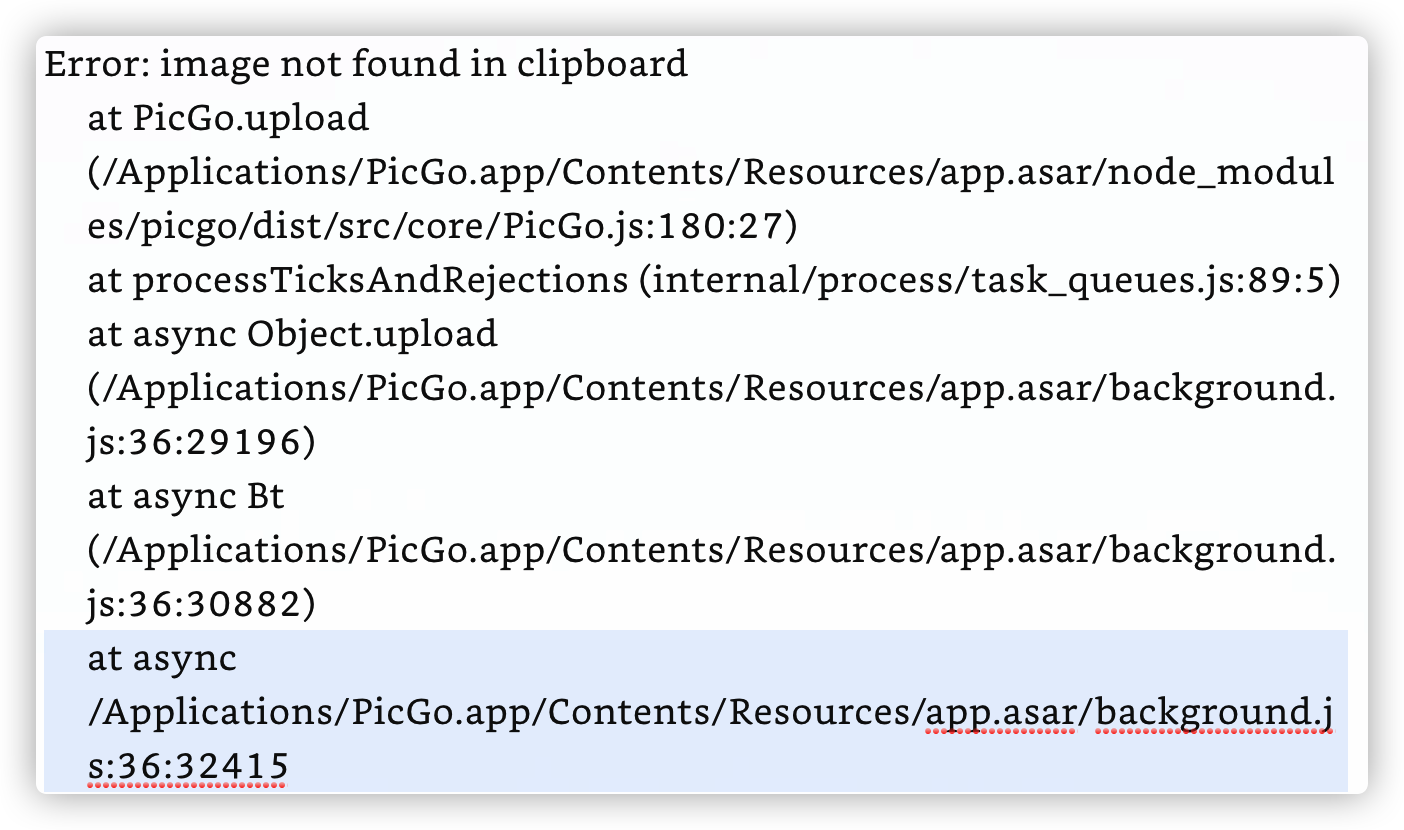 Error: image not found in clipboard
at PicGo.upload
(/Applications/PicGo.app/Contents/Resources/app.asar/node_modul
es/picgo/dist/src/core/PicGo.js:180:27)
at processTicksAndRejections (internal/process/task_queues.js:89:5)
at async Object.upload
(/Applications/PicGo.app/Contents/Resources/app.asar/background.
js:36:29196)
at async Bt
(/Applications/PicGo.app/Contents/Resources/app.asar/background.
js:36:30882)
at async
/Applications/PicGo.app/Contents/Resources/app.asar/background.j
s:36:32415